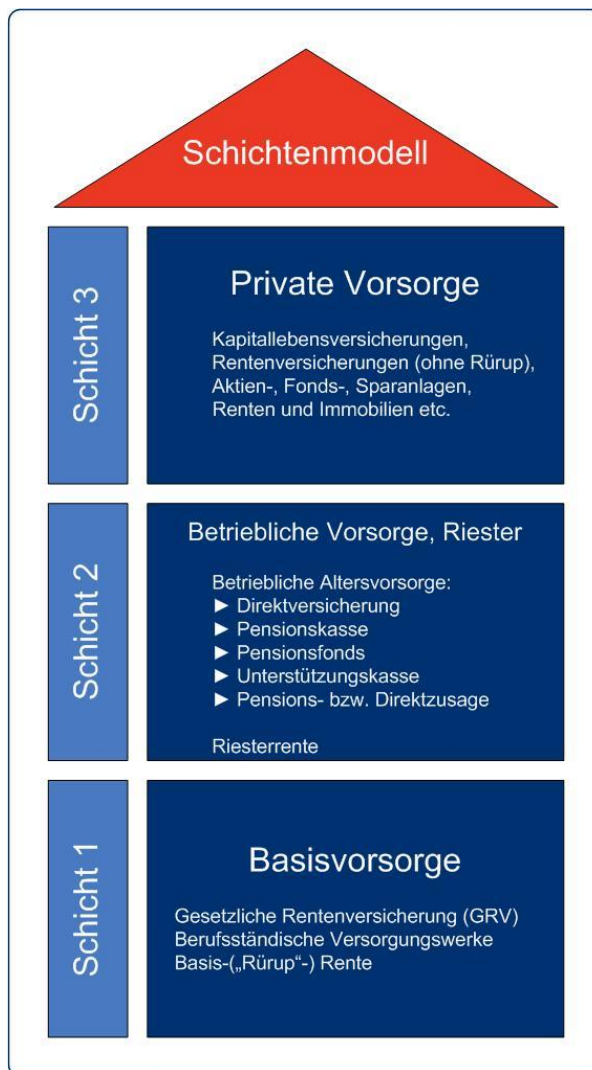 Schichtenmodell
Schicht 3
Private Vorsorge
Kapitallebensversicherungen,
Rentenversicherungen (ohne Rürup),
Aktien-, Fonds-, Sparanlagen,
Renten und Immobilien etc.
Schicht 2
Betriebliche Vorsorge, Riester
Betriebliche Altersvorsorge:
► Direktversicherung
► Pensionskasse
► Pensionsfonds
► Unterstützungskasse
► Pensions- bzw. Direktzusage
Riesterrente
Schicht 1
Basisvorsorge
Gesetzliche Rentenversicherung (GRV)
Berufsständische Versorgungswerke
Basis-(„Rürup“-) Rente